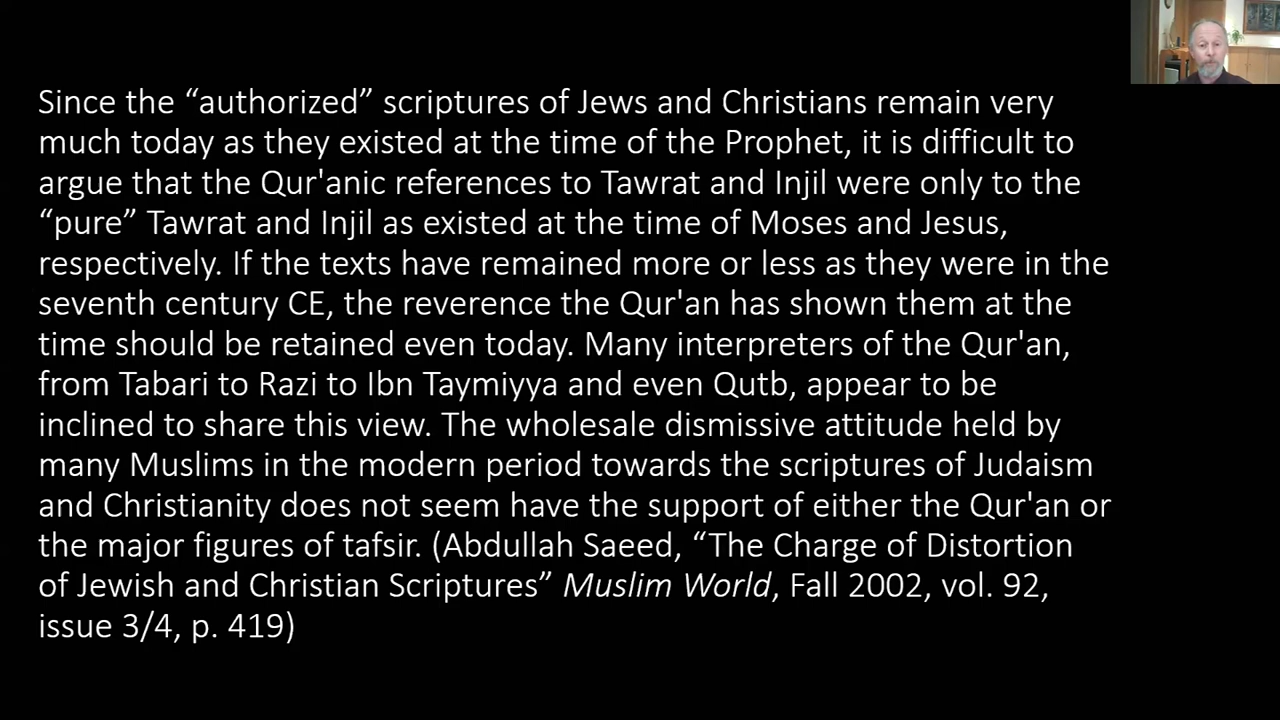 Since the “authorized” scriptures of Jews and Christians remain very
much today as they existed at the time of the Prophet, it is difficult to
argue that the Qur'anic references to Tawrat and Injil were only to the
“pure” Tawrat and Injil as existed at the time of Moses and Jesus,
respectively. If the texts have remained more or less as they were in the
seventh century CE, the reverence the Qur'an has shown them at the
time should be retained even today. Many interpreters of the Qur'an,
from Tabari to Razi to Ibn Taymiyya and even Qutb, appear to be
inclined to share this view. The wholesale dismissive attitude held by
many Muslims in the modern period towards the scriptures of Judaism
and Christianity does not seem have the support of either the Qur'an or
the major figures of tafsir. (Abdullah Saeed, “The Charge of Distortion
of Jewish and Christian Scriptures” Muslim World, Fall 2002, vol. 92,
issue 3/4, p. 419)